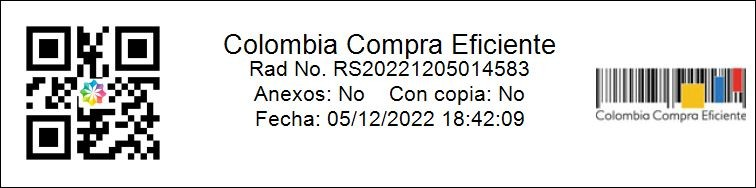 Colombia Compra Eficiente
Rad No. RS20221205014583
Anexos: No Con copia: No
Fecha: 05/12/2022 18:42:09
Colombia Compra Eficiente